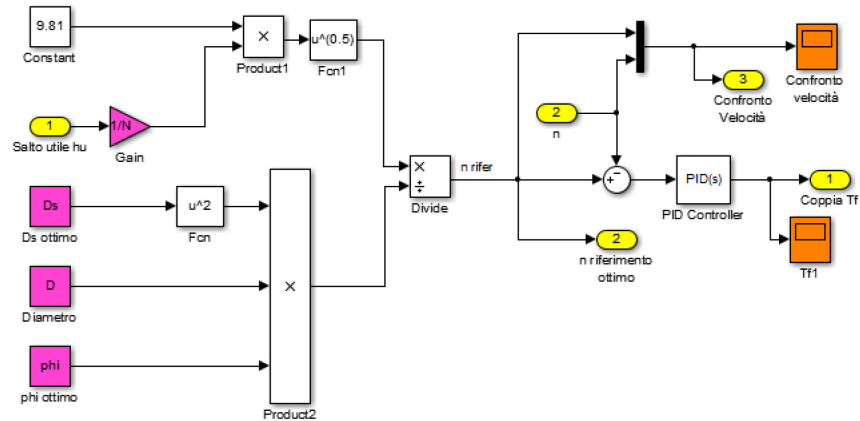 9.81
Constant
×
Product1
u^(0.5)
Fcn1
1
Salto utile hu
1/N
Gain
Ds
Ds ottimo
u^2
Fcn
D
Diametro
phi
phi ottimo
×
Product2
×
÷
Divide
n rifer
2
n
+
−
PID(s)
PID Controller
2
n riferimento
ottimo
3
Confronto
Velocità
Confronto
velocità
1
Coppia Tf
Tf1